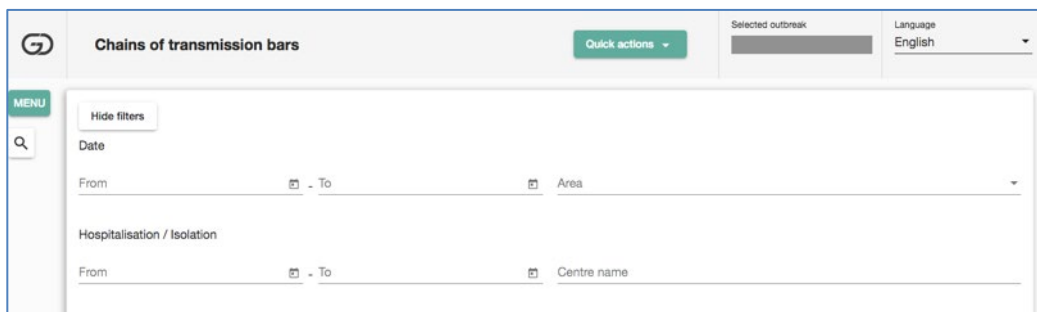 Chains of transmission bars
Quick actions
Selected outbreak
Language
English
MENU
Hide filters
Date
From - To
Area
Hospitalisation / Isolation
From - To
Centre name